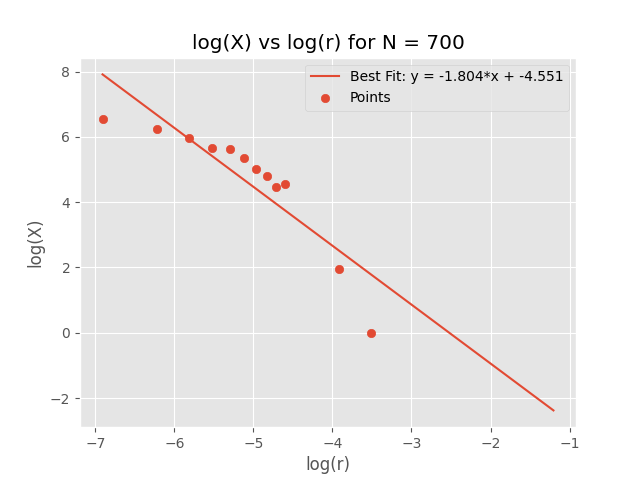 log(X) vs log(r) for N = 700
Best Fit: y = -1.804*x + -4.551
Points
8
6
4
2
0
−2
log(X)
−7 −6 −5 −4 −3 −2 −1
log(r)